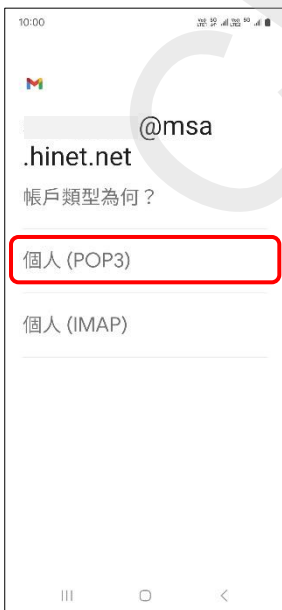 10:00
@msa
.hinet.net
帳戶類型為何？
個人 (POP3)
個人 (IMAP)